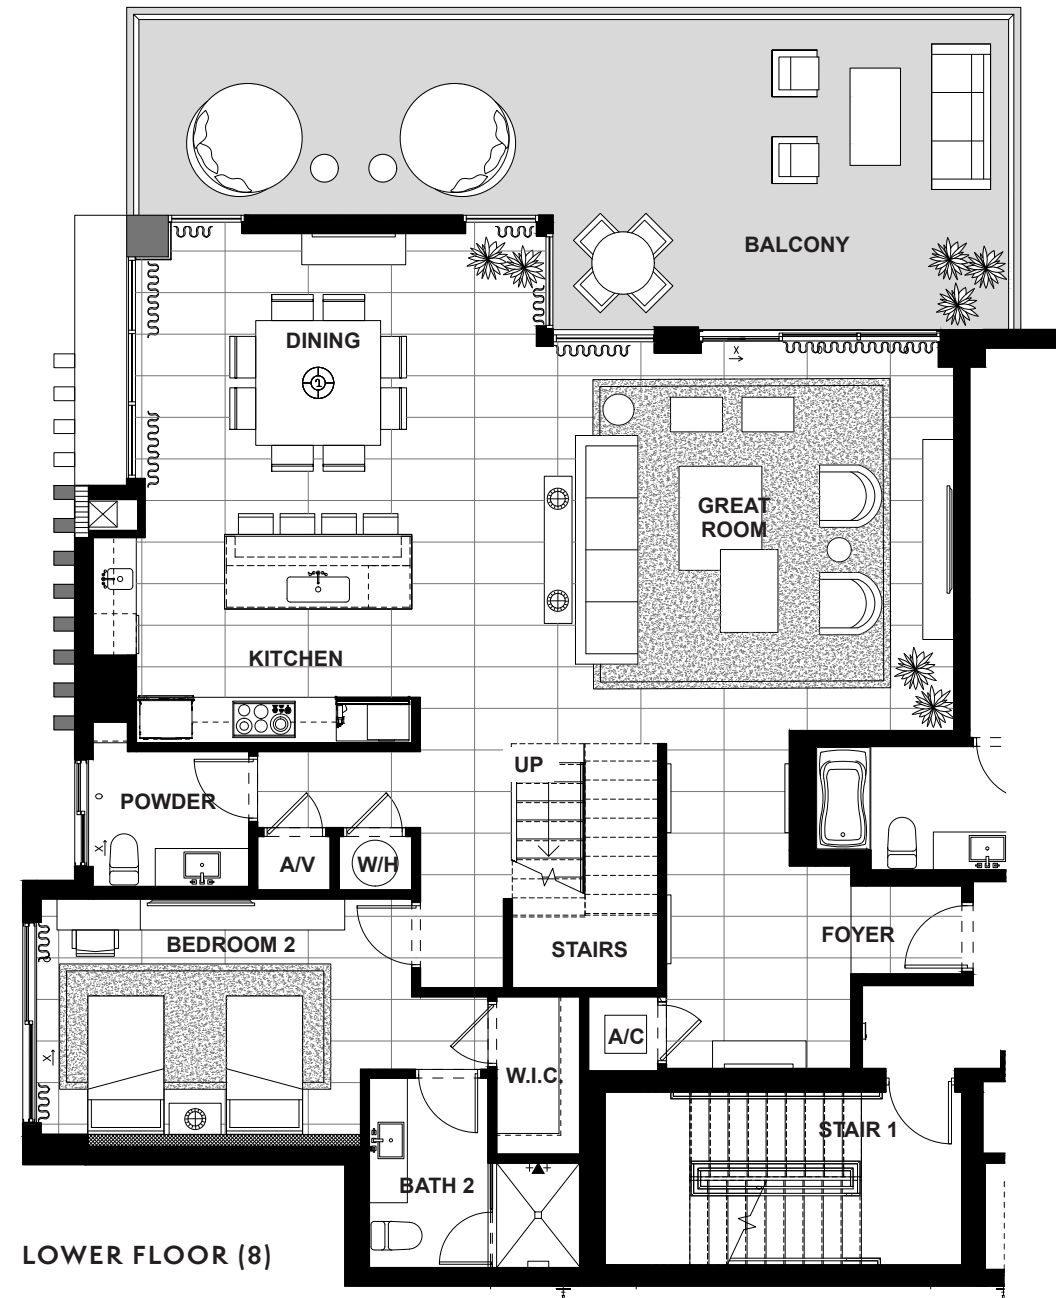 BALCONY
DINING
GREAT
ROOM
KITCHEN
UP
POWDER
A/V
W/H
BEDROOM 2
STAIRS
FOYER
A/C
W.I.C.
STAIR 1
BATH 2
LOWER FLOOR (8)
X
X
X